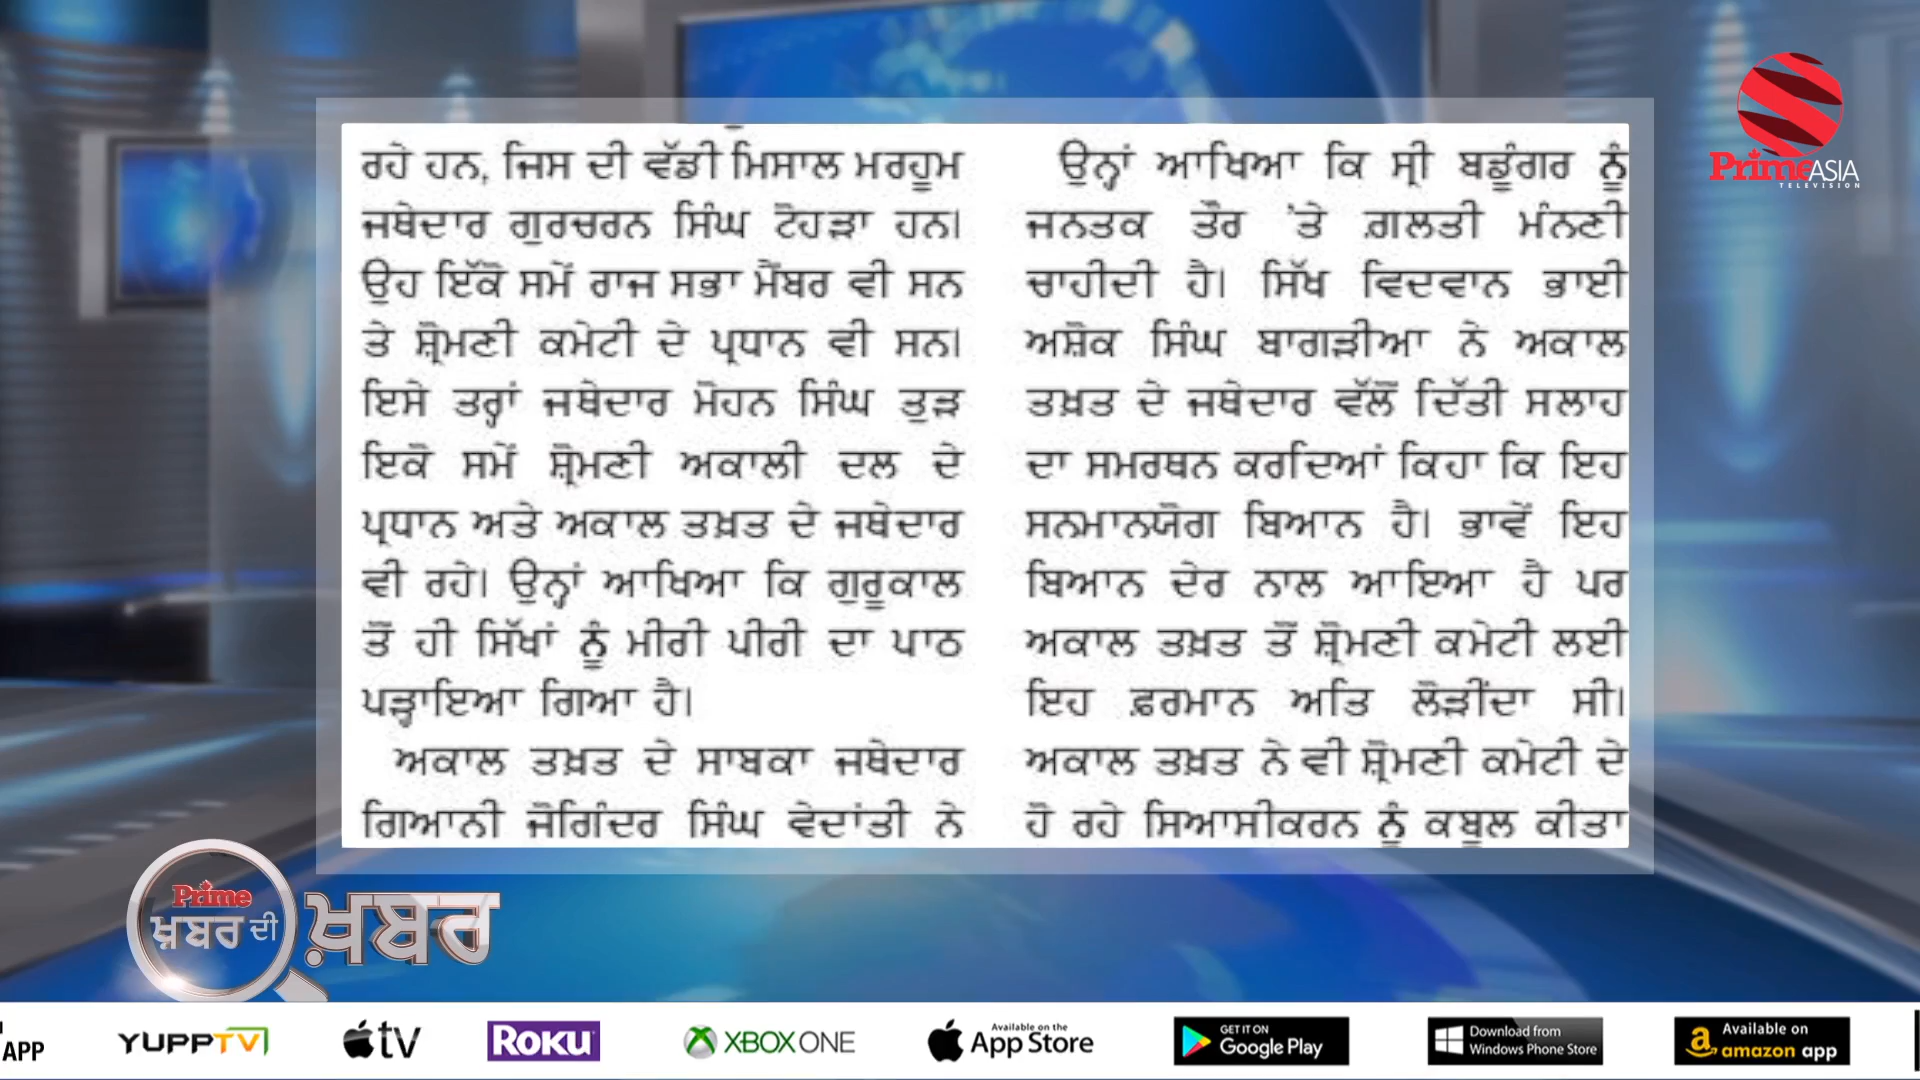 ਰਹੇ ਹਨ, ਜਿਸ ਦੀ ਵੱਡੀ ਮਿਸਾਲ ਮਰਹੂਮ
ਜਥੇਦਾਰ ਗੁਰਚਰਨ ਸਿੰਘ ਟੋਹੜਾ ਹਨ।
ਉਹ ਇੱਕੋ ਸਮੇਂ ਰਾਜ ਸਭਾ ਮੈਂਬਰ ਵੀ ਸਨ
ਤੇ ਸ਼੍ਰੋਮਣੀ ਕਮੇਟੀ ਦੇ ਪ੍ਰਧਾਨ ਵੀ ਸਨ।
ਇਸੇ ਤਰ੍ਹਾਂ ਜਥੇਦਾਰ ਮੋਹਨ ਸਿੰਘ ਤੁੜ
ਇਕੋ ਸਮੇਂ ਸ਼੍ਰੋਮਣੀ ਅਕਾਲੀ ਦਲ ਦੇ
ਪ੍ਰਧਾਨ ਅਤੇ ਅਕਾਲ ਤਖ਼ਤ ਦੇ ਜਥੇਦਾਰ
ਵੀ ਰਹੇ। ਉਨ੍ਹਾਂ ਆਖਿਆ ਕਿ ਗੁਰੂਕਾਲ
ਤੋਂ ਹੀ ਸਿੱਖਾਂ ਨੂੰ ਮੀਰੀ ਪੀਰੀ ਦਾ ਪਾਠ
ਪੜ੍ਹਾਇਆ ਗਿਆ ਹੈ।
ਅਕਾਲ ਤਖ਼ਤ ਦੇ ਸਾਬਕਾ ਜਥੇਦਾਰ
ਗਿਆਨੀ ਜੋਗਿੰਦਰ ਸਿੰਘ ਵੇਦਾਂਤੀ ਨੇ
ਉਨ੍ਹਾਂ ਆਖਿਆ ਕਿ ਸ੍ਰੀ ਬਡੂੰਗਰ ਨੂੰ
ਜਨਤਕ ਤੌਰ 'ਤੇ ਗ਼ਲਤੀ ਮੰਨਣੀ
ਚਾਹੀਦੀ ਹੈ। ਸਿੱਖ ਵਿਦਵਾਨ ਭਾਈ
ਅਸ਼ੋਕ ਸਿੰਘ ਬਾਗੜੀਆ ਨੇ ਅਕਾਲ
ਤਖ਼ਤ ਦੇ ਜਥੇਦਾਰ ਵੱਲੋਂ ਦਿੱਤੀ ਸਲਾਹ
ਦਾ ਸਮਰਥਨ ਕਰਦਿਆਂ ਕਿਹਾ ਕਿ ਇਹ
ਸਨਮਾਨਯੋਗ ਬਿਆਨ ਹੈ। ਭਾਵੇਂ ਇਹ
ਬਿਆਨ ਦੇਰ ਨਾਲ ਆਇਆ ਹੈ ਪਰ
ਅਕਾਲ ਤਖ਼ਤ ਤੋਂ ਸ਼੍ਰੋਮਣੀ ਕਮੇਟੀ ਲਈ
ਇਹ ਫ਼ਰਮਾਨ ਅਤਿ ਲੋੜੀਂਦਾ ਸੀ।
ਅਕਾਲ ਤਖ਼ਤ ਨੇ ਵੀ ਸ਼੍ਰੋਮਣੀ ਕਮੇਟੀ ਦੇ
ਹੋ ਰਹੇ ਸਿਆਸੀਕਰਨ ਨੂੰ ਕਬੂਲ ਕੀਤਾ
Prime ASIA
TELEVISION
Prime
ਖ਼ਬਰ ਦੀ
ਖ਼ਬਰ
APP
YUPPTV
tv
ROKU
XBOX ONE
Available on the
App Store
GET IT ON
Google Play
Download from
Windows Phone Store
Available on
amazon app